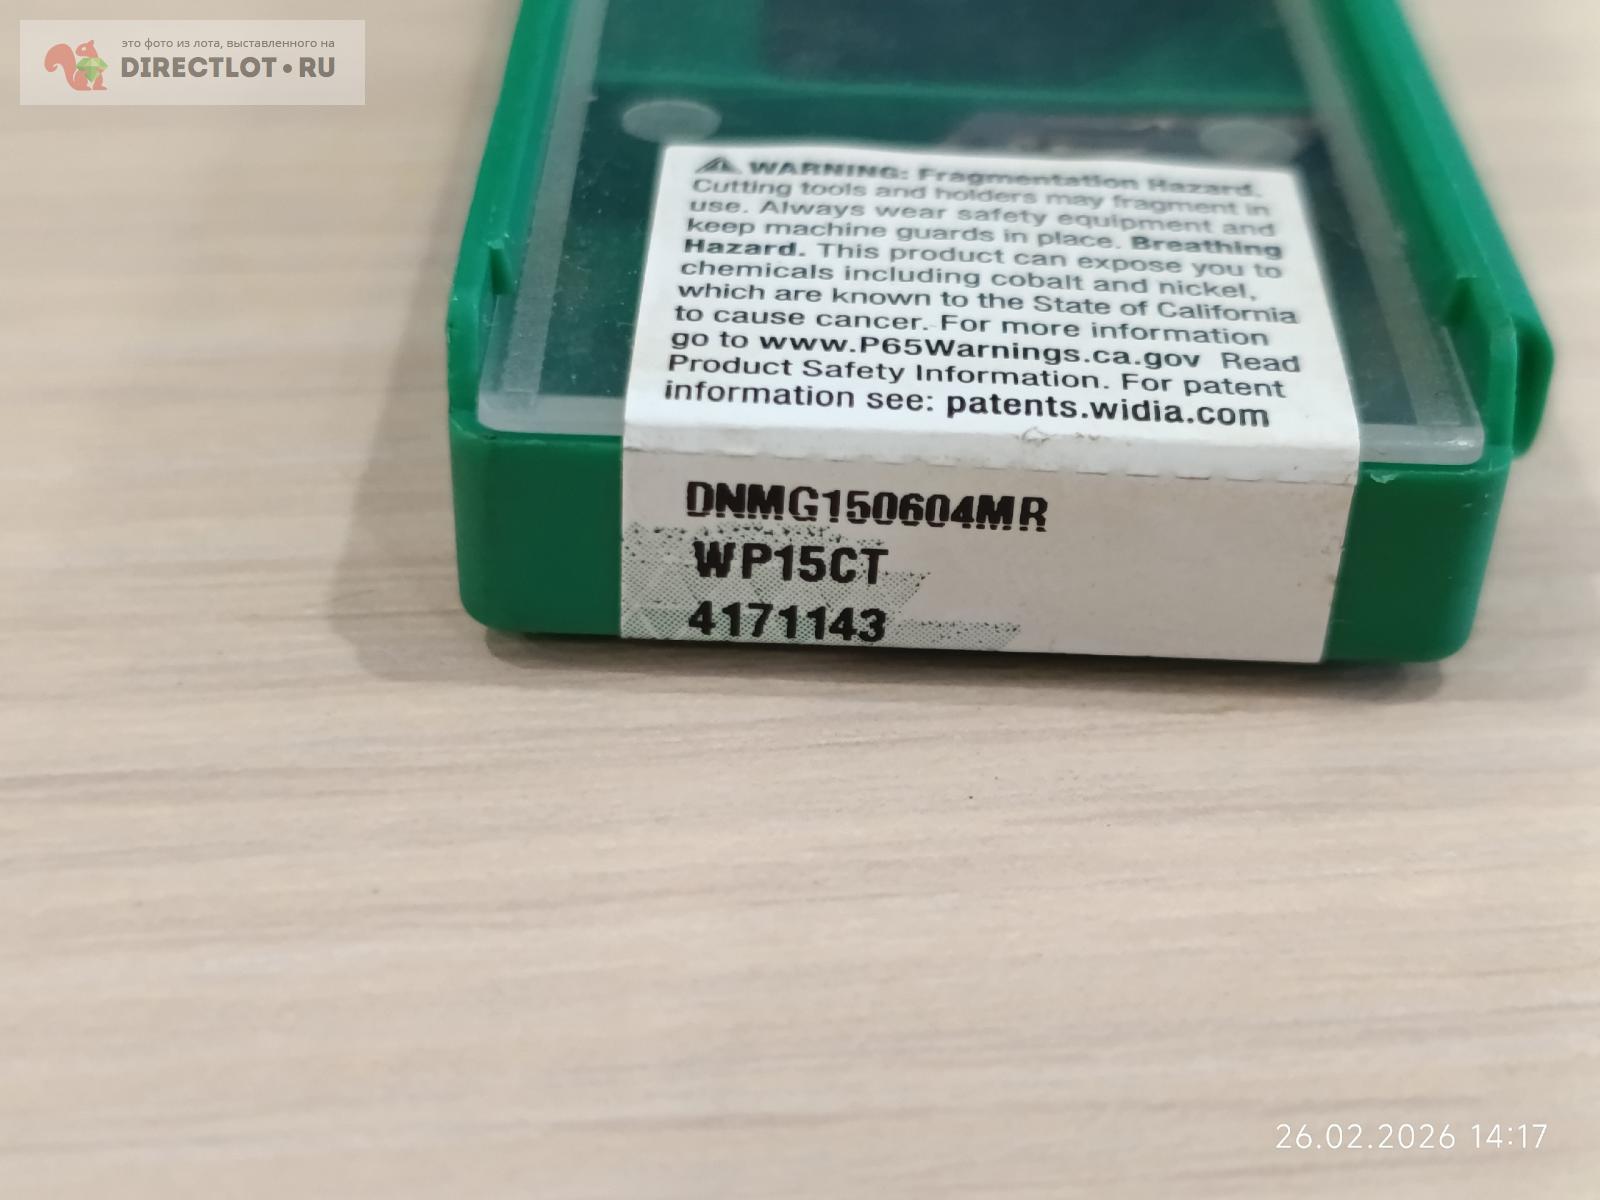 это фото из лота, выставленного на
DIRECTLOT•RU
WARNING: Fragmentation Hazard.
Cutting tools and holders may fragment in
use. Always wear safety equipment and
keep machine guards in place. Breathing
Hazard. This product can expose you to
chemicals including cobalt and nickel,
which are known to the State of California
to cause cancer. For more information
go to www.P65Warnings.ca.gov Read
Product Safety Information. For patent
information see: patents.widia.com
DNMG150604MR
WP15CT
4171143
26.02.2026 14:17